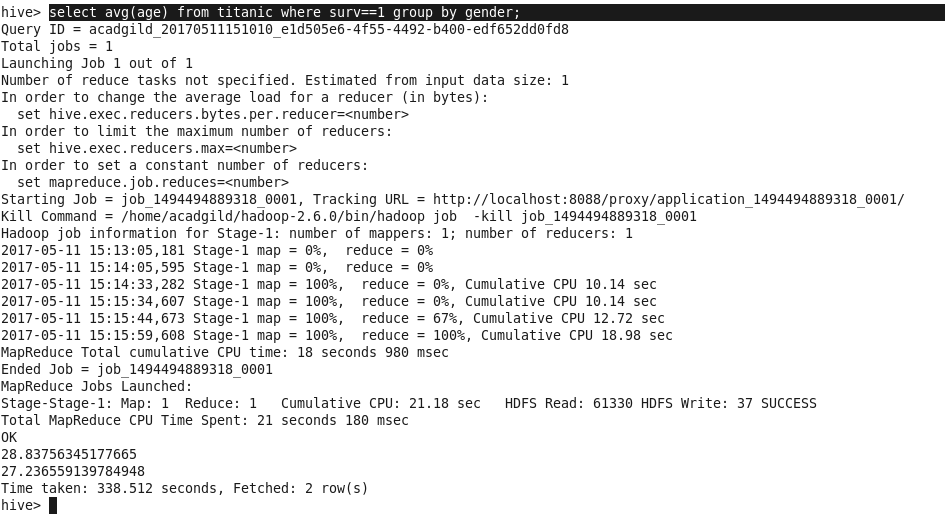 hive> select avg(age) from titanic where surv==1 group by gender;
Query ID = acadgild_20170511151010_e1d505e6-4f55-4492-b400-edf652dd0fd8
Total jobs = 1
Launching Job 1 out of 1
Number of reduce tasks not specified. Estimated from input data size: 1
In order to change the average load for a reducer (in bytes):
  set hive.exec.reducers.bytes.per.reducer=<number>
In order to limit the maximum number of reducers:
  set hive.exec.reducers.max=<number>
In order to set a constant number of reducers:
  set mapreduce.job.reduces=<number>
Starting Job = job_1494494889318_0001, Tracking URL = http://localhost:8088/proxy/application_1494494889318_0001/
Kill Command = /home/acadgild/hadoop-2.6.0/bin/hadoop job  -kill job_1494494889318_0001
Hadoop job information for Stage-1: number of mappers: 1; number of reducers: 1
2017-05-11 15:13:05,181 Stage-1 map = 0%,  reduce = 0%
2017-05-11 15:14:05,595 Stage-1 map = 0%,  reduce = 0%
2017-05-11 15:14:33,282 Stage-1 map = 100%,  reduce = 0%, Cumulative CPU 10.14 sec
2017-05-11 15:15:34,607 Stage-1 map = 100%,  reduce = 0%, Cumulative CPU 10.14 sec
2017-05-11 15:15:44,673 Stage-1 map = 100%,  reduce = 67%, Cumulative CPU 12.72 sec
2017-05-11 15:15:59,608 Stage-1 map = 100%,  reduce = 100%, Cumulative CPU 18.98 sec
MapReduce Total cumulative CPU time: 18 seconds 980 msec
Ended Job = job_1494494889318_0001
MapReduce Jobs Launched:
Stage-Stage-1: Map: 1  Reduce: 1   Cumulative CPU: 21.18 sec   HDFS Read: 61330 HDFS Write: 37 SUCCESS
Total MapReduce CPU Time Spent: 21 seconds 180 msec
OK
28.83756345177665
27.236559139784948
Time taken: 338.512 seconds, Fetched: 2 row(s)
hive>